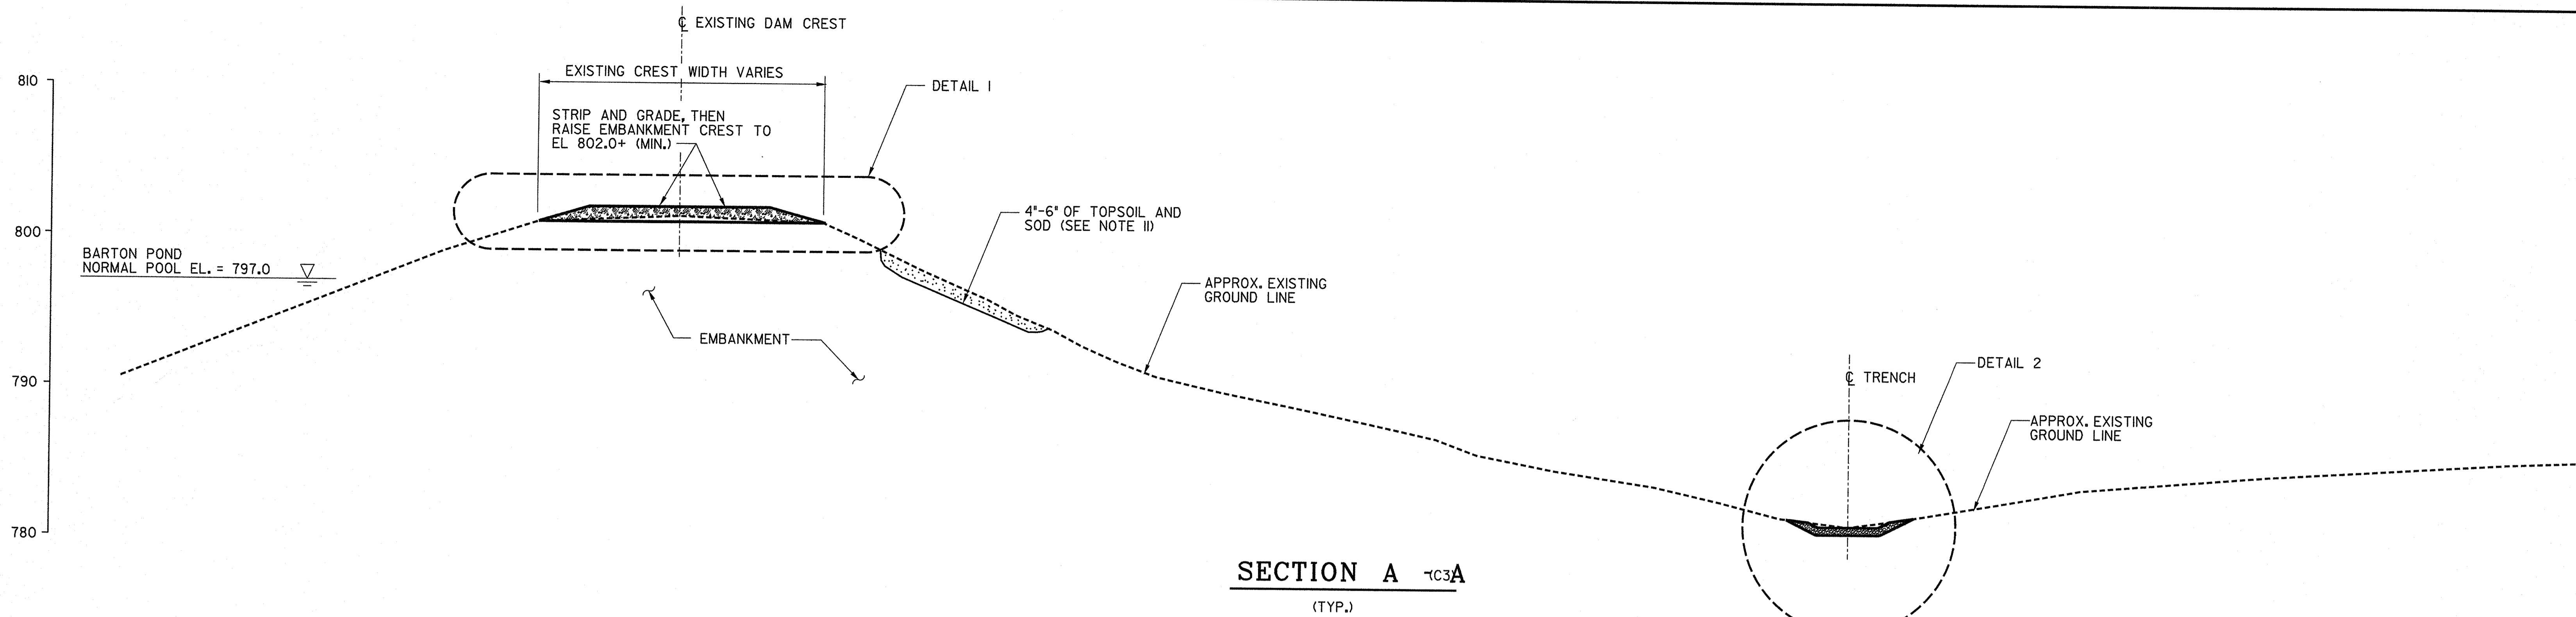 ℄ EXISTING DAM CREST
810
EXISTING CREST WIDTH VARIES
DETAIL 1
STRIP AND GRADE, THEN
RAISE EMBANKMENT CREST TO
EL 802.0+ (MIN.)
4"-6" OF TOPSOIL AND
SOD (SEE NOTE 11)
800
BARTON POND
NORMAL POOL EL. = 797.0
APPROX. EXISTING
GROUND LINE
EMBANKMENT
790
DETAIL 2
℄ TRENCH
APPROX. EXISTING
GROUND LINE
780
SECTION A -(C3)A
(TYP.)